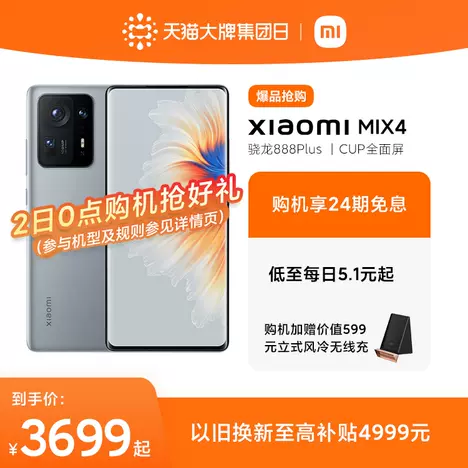 天猫大牌集团日
mi
爆品抢购
xiaomi MIX4
骁龙888Plus | CUP全面屏
2日0点购机抢好礼
(参与机型及规则参见详情页)
xiaomi
购机享24期免息
低至每日5.1元起
购机加赠价值599
元立式风冷无线充
到手价:
¥3699起
以旧换新至高补贴4999元